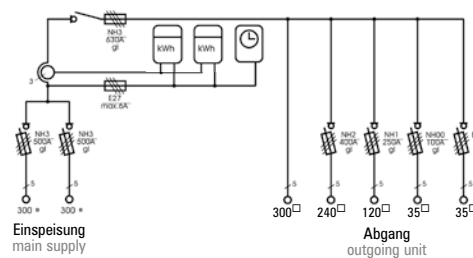 NH3
630A
gl
kWh
kWh
3
E27
max.6A
NH3
500A
gl
NH3
500A
gl
NH2
400A
gl
NH1
250A
gl
NH00
100A
gl
5
5
5
5
5
5
5
300
300
300□
240□
120□
35□
35□
Einspeisung
main supply
Abgang
outgoing unit